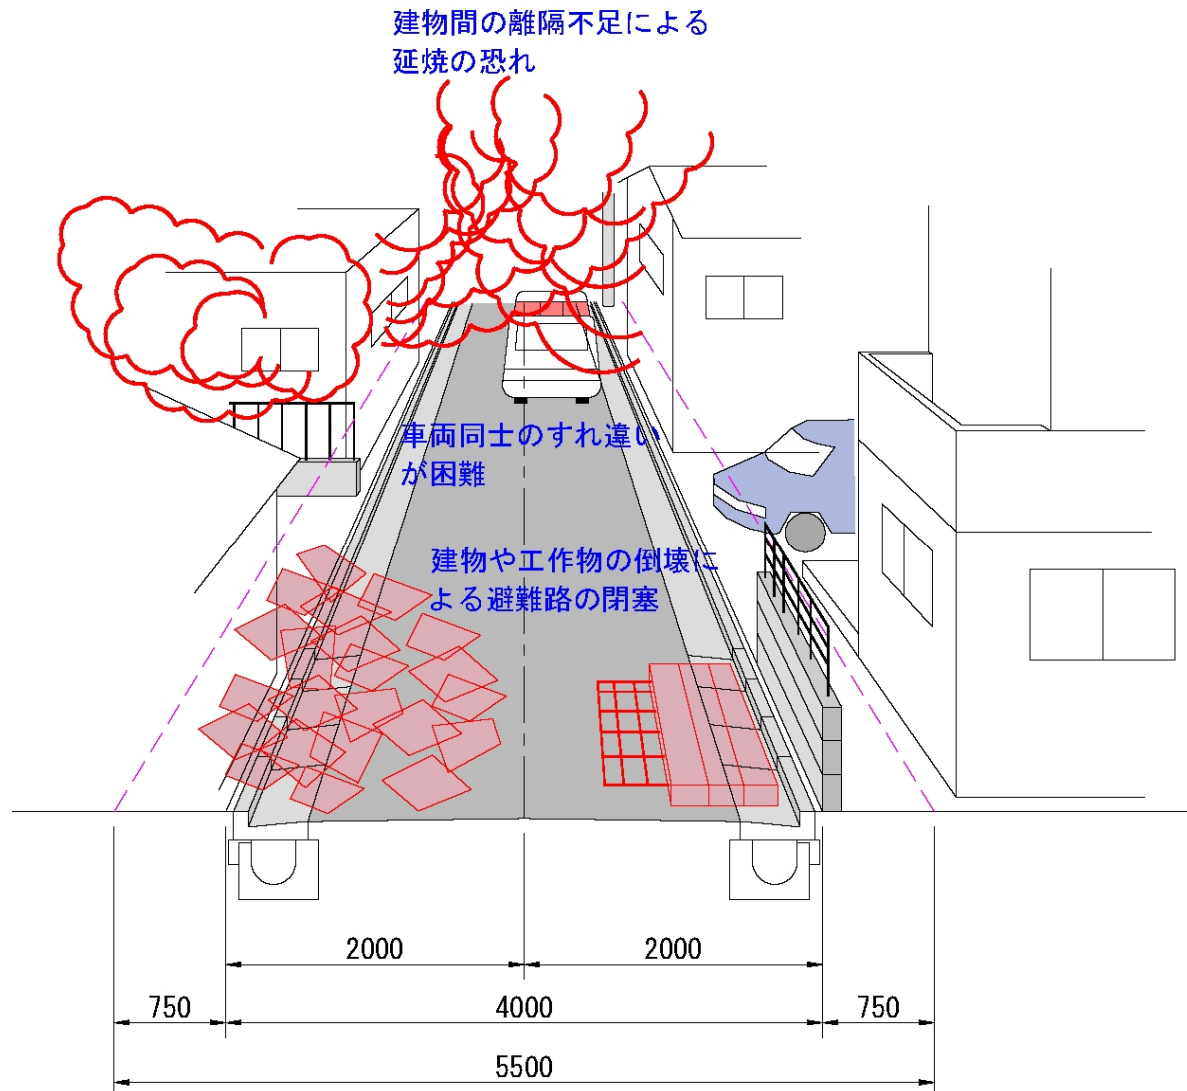 建物間の離隔不足による
延焼の恐れ
車両同士のすれ違い
が困難
建物や工作物の倒壊に
よる避難路の閉塞
2000 2000
750 4000 750
5500